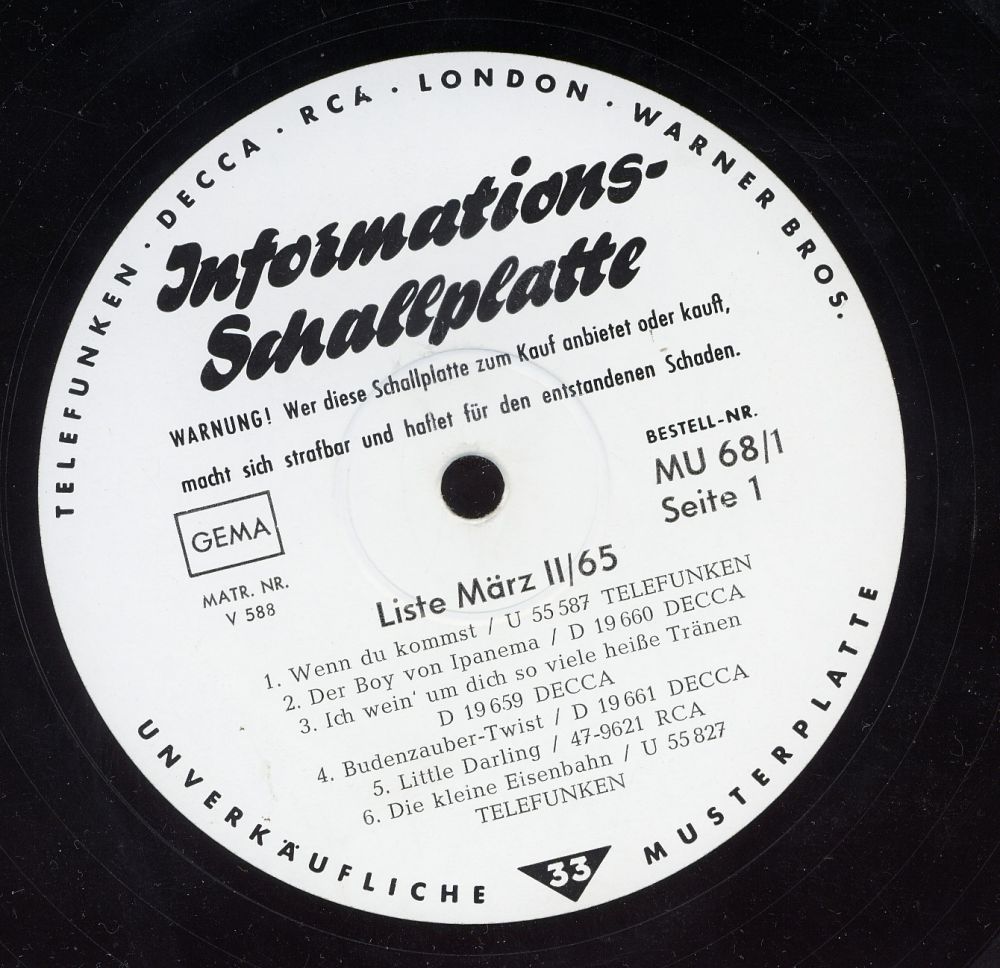 TELEFUNKEN · DECCA · RCA · LONDON · WARNER BROS.
Informations-
Schallplatte
WARNUNG! Wer diese Schallplatte zum Kauf anbietet oder kauft,
macht sich strafbar und haftet für den entstandenen Schaden.
GEMA
MATR. NR.
V 588
BESTELL-NR.
MU 68/1
Seite 1
Liste März II/65
1. Wenn du kommst / U 55 587 TELEFUNKEN
2. Der Boy von Ipanema / D 19 660 DECCA
3. Ich wein' um dich so viele heiße Tränen
D 19 659 DECCA
4. Budenzauber-Twist / D 19 661 DECCA
5. Little Darling / 47-9621 RCA
6. Die kleine Eisenbahn / U 55 827
TELEFUNKEN
UNVERKÄUFLICHE 33 MUSTERPLATTE